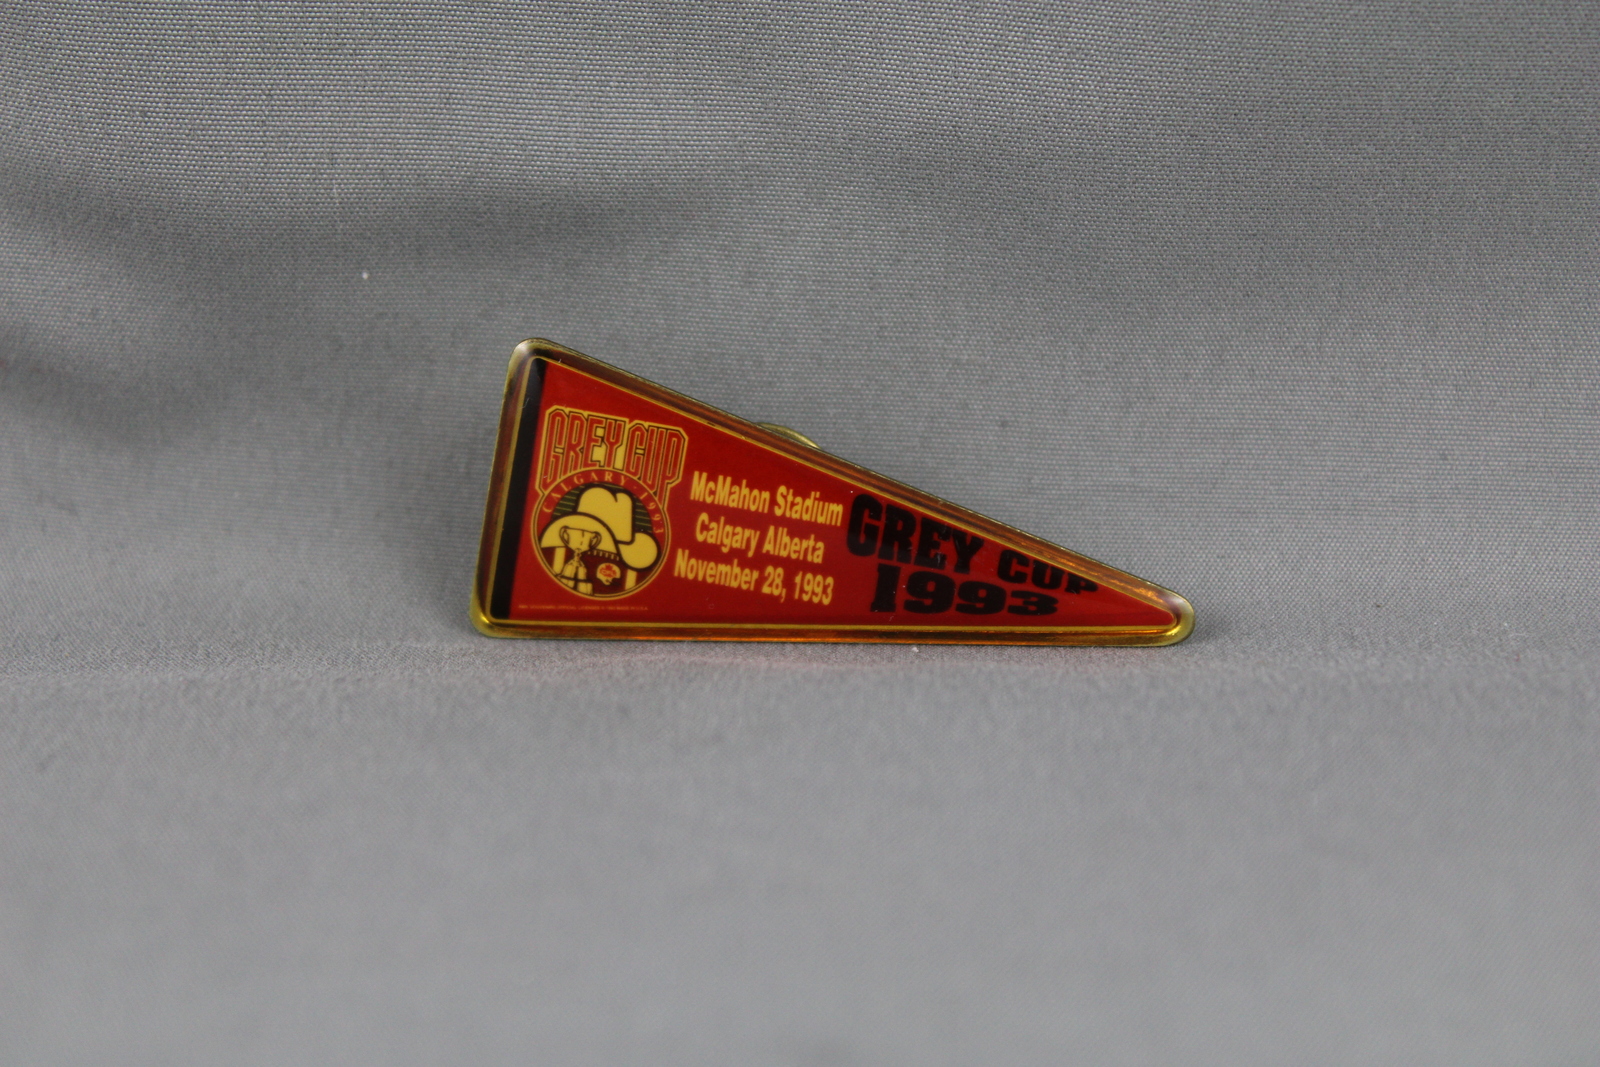 GREY CUP
CALGARY · 1993
McMahon Stadium
Calgary Alberta
November 28, 1993
GREY CUP
1993